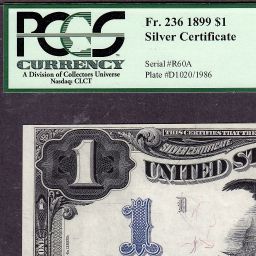 PCGS
CURRENCY
A Division of Collectors Universe
Nasdaq: CLCT
Fr. 236 1899 $1
Silver Certificate
Serial #R60A
Plate #D1020/1986
THIS CERTIFIES THAT THE
SILVER CERTIFICATE
1
UNITED S
D
1